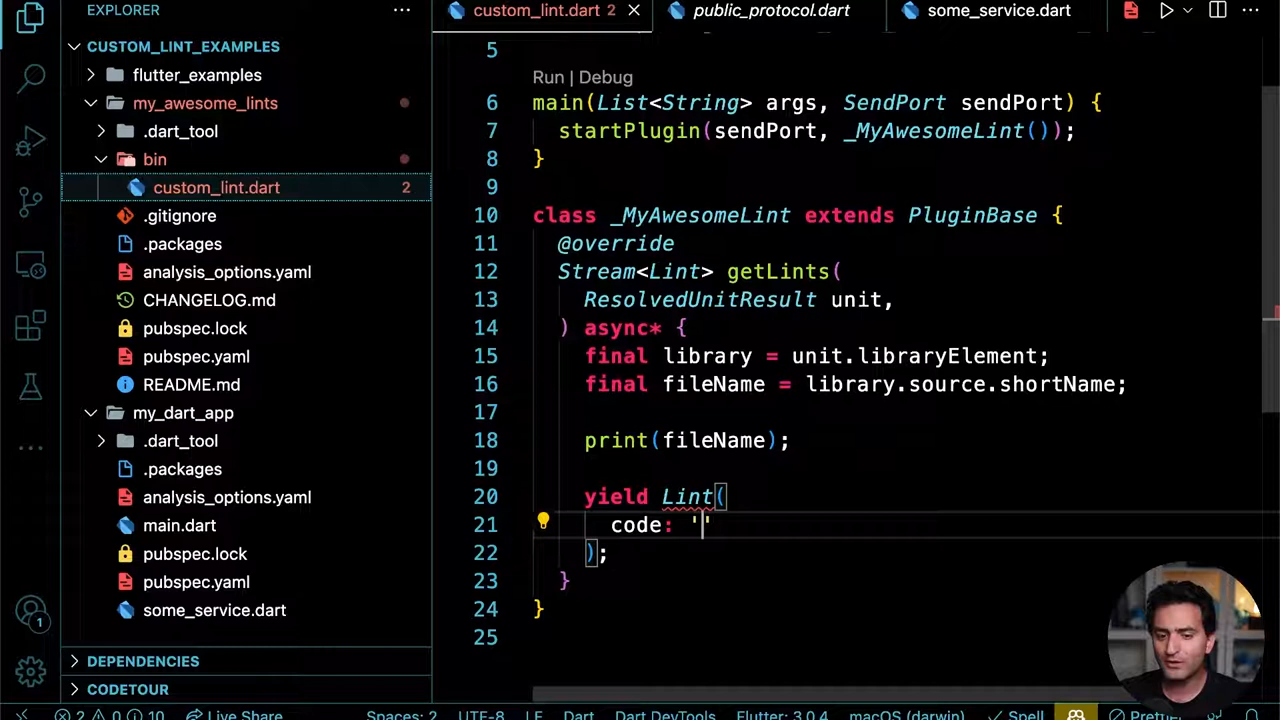 EXPLORER
CUSTOM_LINT_EXAMPLES
flutter_examples
my_awesome_lints
.dart_tool
bin
custom_lint.dart 2
.gitignore
.packages
analysis_options.yaml
CHANGELOG.md
pubspec.lock
pubspec.yaml
README.md
my_dart_app
.dart_tool
.packages
analysis_options.yaml
main.dart
pubspec.lock
pubspec.yaml
some_service.dart
DEPENDENCIES
CODETOUR
1
custom_lint.dart 2
public_protocol.dart
some_service.dart
5
Run | Debug
6 main(List<String> args, SendPort sendPort) {
7 startPlugin(sendPort, _MyAwesomeLint());
8 }
9
10 class _MyAwesomeLint extends PluginBase {
11 @override
12 Stream<Lint> getLints(
13 ResolvedUnitResult unit,
14 ) async* {
15 final library = unit.libraryElement;
16 final fileName = library.source.shortName;
17
18 print(fileName);
19
20 yield Lint(
21 code: ''
22 );
23 }
24 }
25
2 0 10 Live Share Spaces: 2 UTF-8 LF Dart Dart DevTools Flutter: 3.0.4 macOS (darwin) Spell Prettier